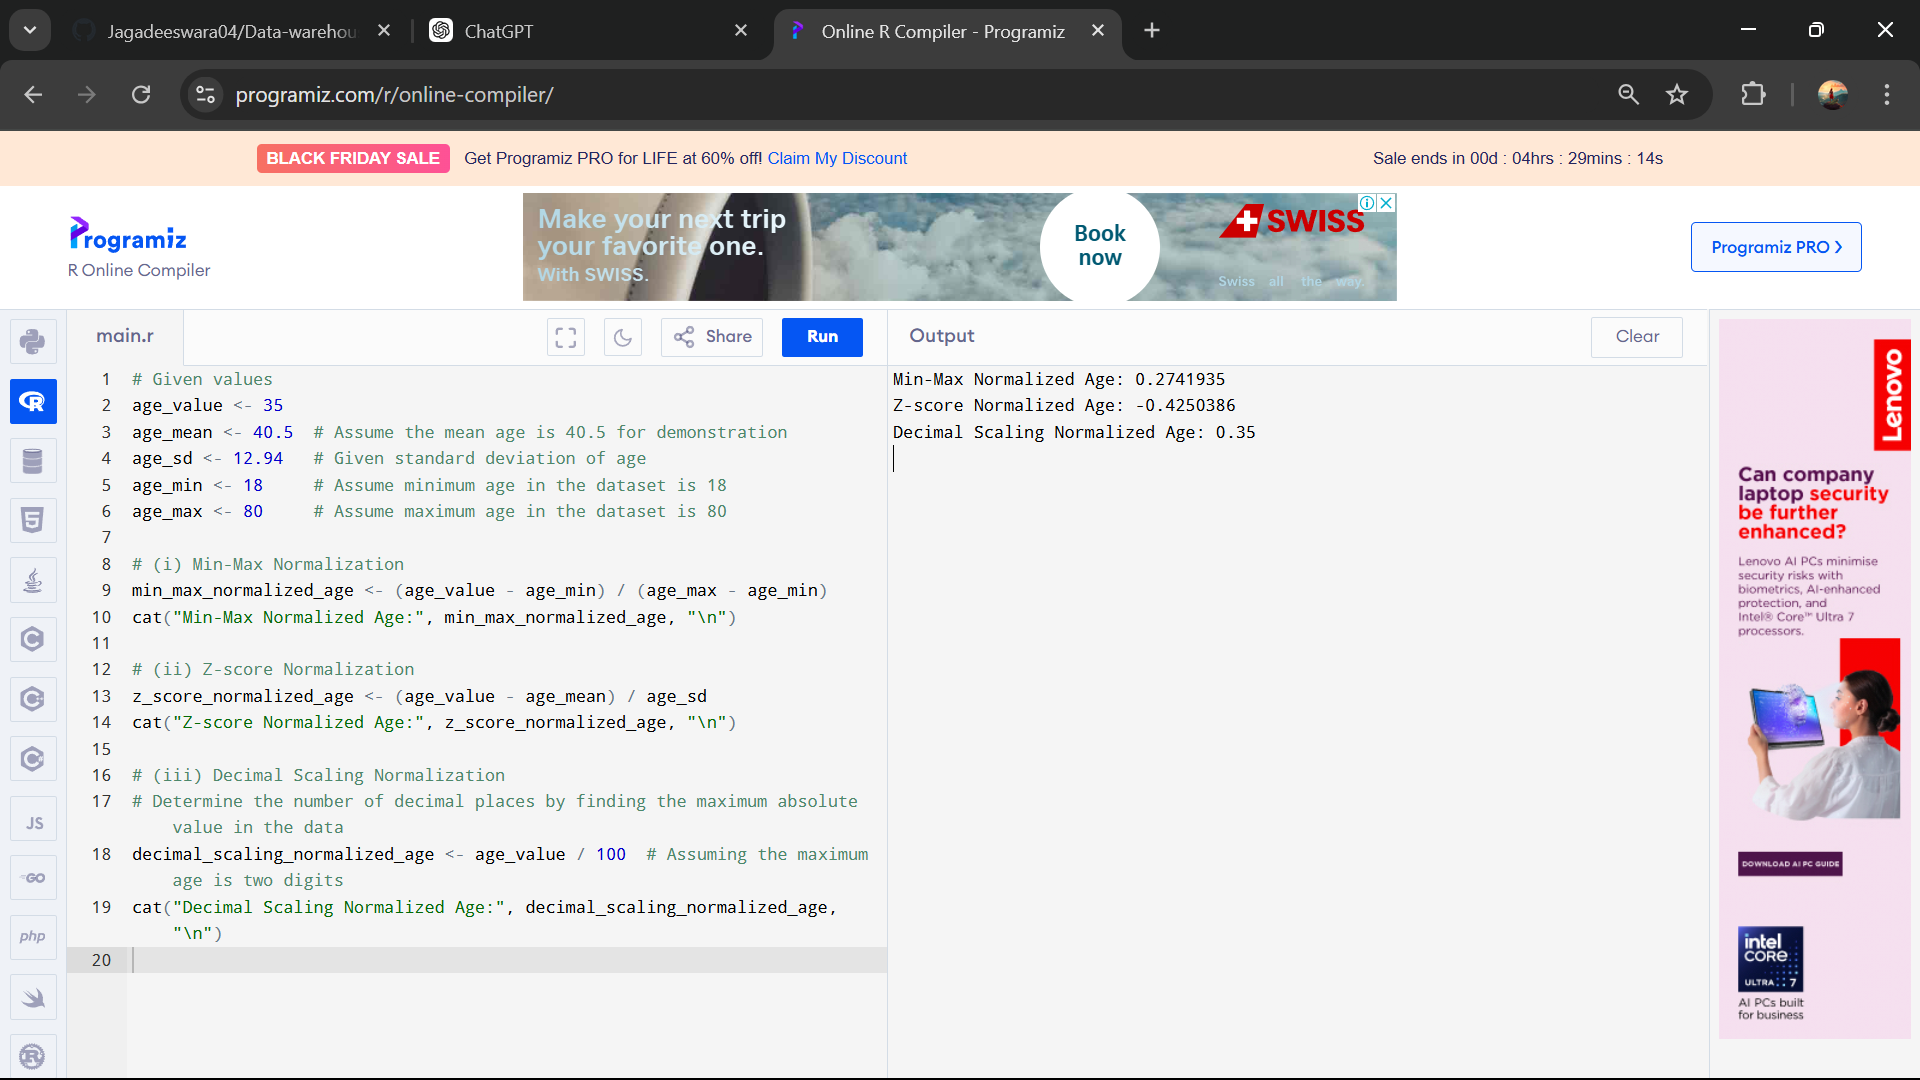 Jagadeeswara04/Data-warehou
ChatGPT
Online R Compiler - Programiz
programiz.com/r/online-compiler/
BLACK FRIDAY SALE Get Programiz PRO for LIFE at 60% off! Claim My Discount
Sale ends in 00d : 04hrs : 29mins : 14s
Programiz
R Online Compiler
Make your next trip
your favorite one.
With SWISS.
Book
now
SWISS
Swiss all the way.
Programiz PRO ❯
main.r
Share
Run
Output
Clear
1 # Given values
2 age_value <- 35
3 age_mean <- 40.5 # Assume the mean age is 40.5 for demonstration
4 age_sd <- 12.94 # Given standard deviation of age
5 age_min <- 18 # Assume minimum age in the dataset is 18
6 age_max <- 80 # Assume maximum age in the dataset is 80
7
8 # (i) Min-Max Normalization
9 min_max_normalized_age <- (age_value - age_min) / (age_max - age_min)
10 cat("Min-Max Normalized Age:", min_max_normalized_age, "\n")
11
12 # (ii) Z-score Normalization
13 z_score_normalized_age <- (age_value - age_mean) / age_sd
14 cat("Z-score Normalized Age:", z_score_normalized_age, "\n")
15
16 # (iii) Decimal Scaling Normalization
17 # Determine the number of decimal places by finding the maximum absolute
value in the data
18 decimal_scaling_normalized_age <- age_value / 100 # Assuming the maximum
age is two digits
19 cat("Decimal Scaling Normalized Age:", decimal_scaling_normalized_age,
"\n")
20
Min-Max Normalized Age: 0.2741935
Z-score Normalized Age: -0.4250386
Decimal Scaling Normalized Age: 0.35
JS
GO
php
Lenovo
Can company
laptop security
be further
enhanced?
Lenovo AI PCs minimise
security risks with
biometrics, AI-enhanced
protection, and
Intel® Core™ Ultra 7
processors.
DOWNLOAD AI PC GUIDE
intel
CORE
ULTRA 7
AI PCs built
for business